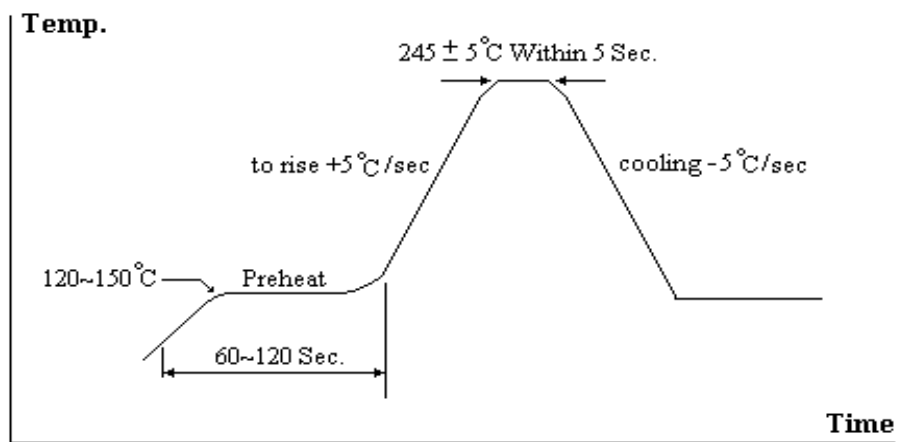 Temp.
245 ± 5°C Within 5 Sec.
to rise +5°C/sec
cooling -5°C/sec
120~150°C
Preheat
60~120 Sec.
Time